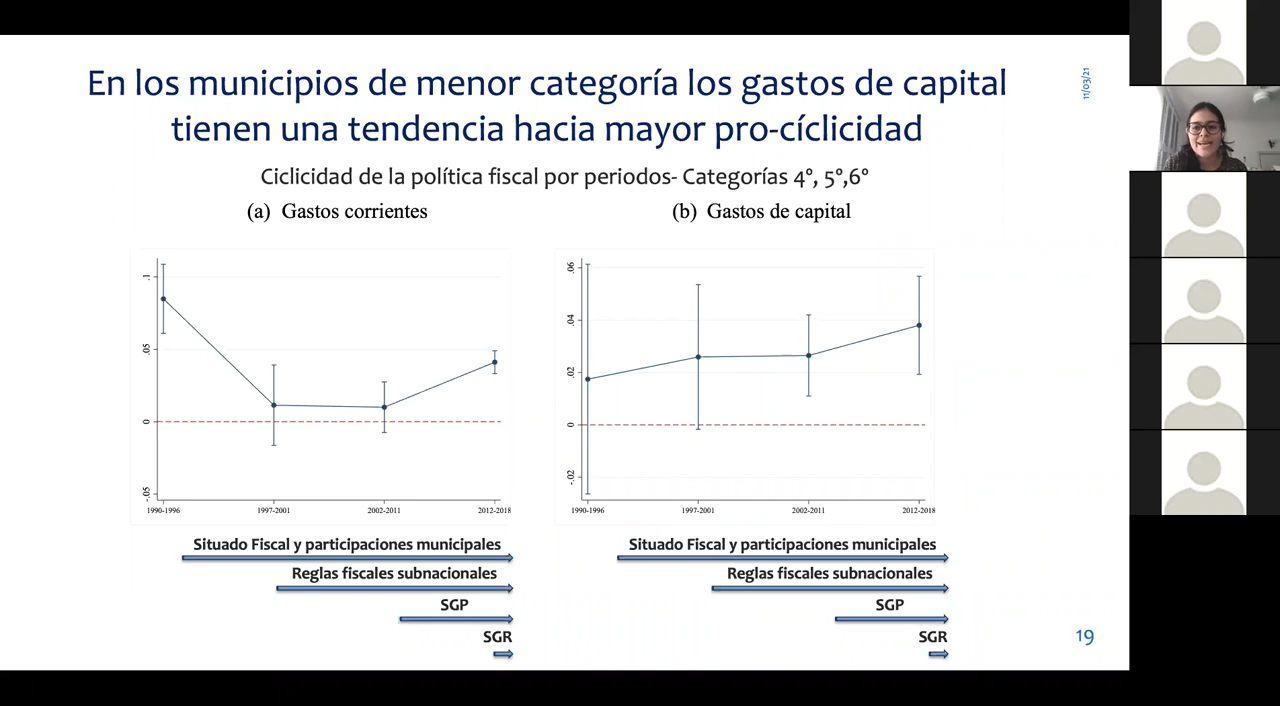 En los municipios de menor categoría los gastos de capital
tienen una tendencia hacia mayor pro-cíclicidad
11/03/21
Ciclicidad de la política fiscal por periodos- Categorías 4º, 5º,6º
(a) Gastos corrientes
(b) Gastos de capital
.1
.05
0
-.05
1990-1996
1997-2001
2002-2011
2012-2018
.06
.04
.02
0
-.02
1990-1996
1997-2001
2002-2011
2012-2018
Situado Fiscal y participaciones municipales
Reglas fiscales subnacionales
SGP
SGR
Situado Fiscal y participaciones municipales
Reglas fiscales subnacionales
SGP
SGR
19